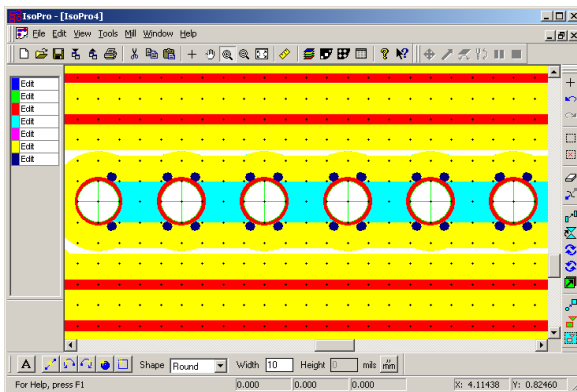 IsoPro - [IsoPro4]
File Edit View Tools Mill Window Help
Edit
Edit
Edit
Edit
Edit
Edit
Edit
A Shape Round Width 10 Height 0 mils in mm
For Help, press F1 0.000 0.000 0.000 X: 4.11438 Y: 0.82460